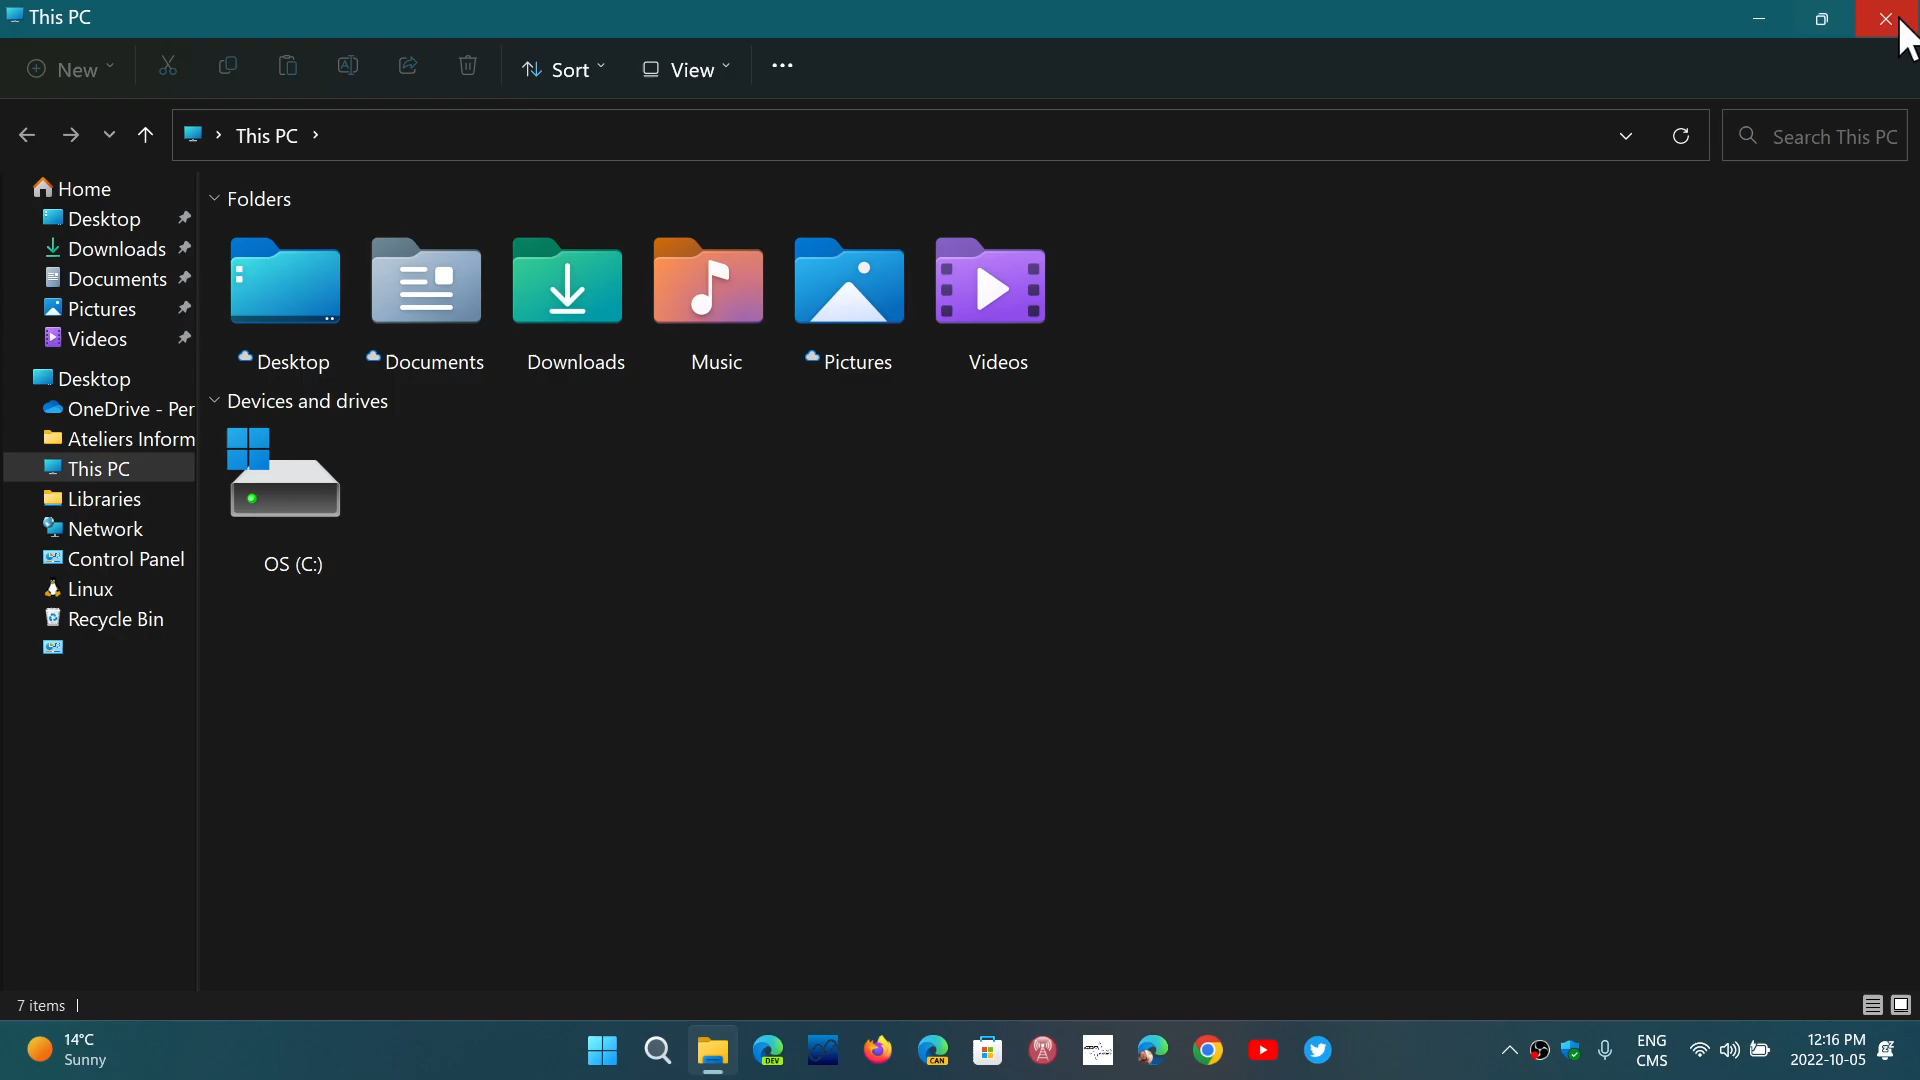 This PC
New
Sort
View
This PC
Search This PC
Home
Desktop
Downloads
Documents
Pictures
Videos
Desktop
OneDrive - Per
Ateliers Inform
This PC
Libraries
Network
Control Panel
Linux
Recycle Bin
Folders
Desktop
Documents
Downloads
Music
Pictures
Videos
Devices and drives
OS (C:)
7 items
14°C
Sunny
DEV
CAN
ENG
CMS
12:16 PM
2022-10-05